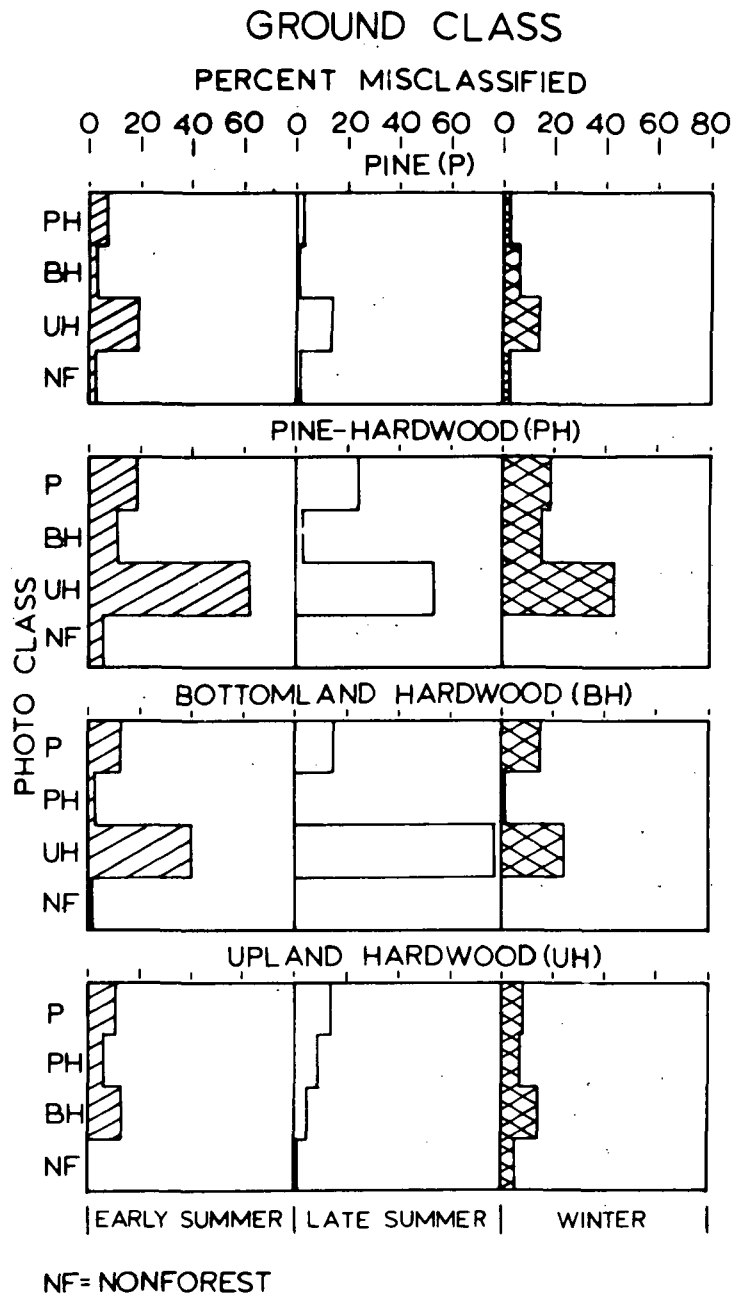 GROUND CLASS
PERCENT MISCLASSIFIED
0 20 40 60 0 20 40 60 0 20 40 60 80
PINE (P)
PH
BH
UH
NF
PINE-HARDWOOD (PH)
P
BH
UH
NF
BOTTOMLAND HARDWOOD (BH)
P
PH
UH
NF
UPLAND HARDWOOD (UH)
P
PH
BH
NF
PHOTO CLASS
EARLY SUMMER LATE SUMMER WINTER
NF= NONFOREST